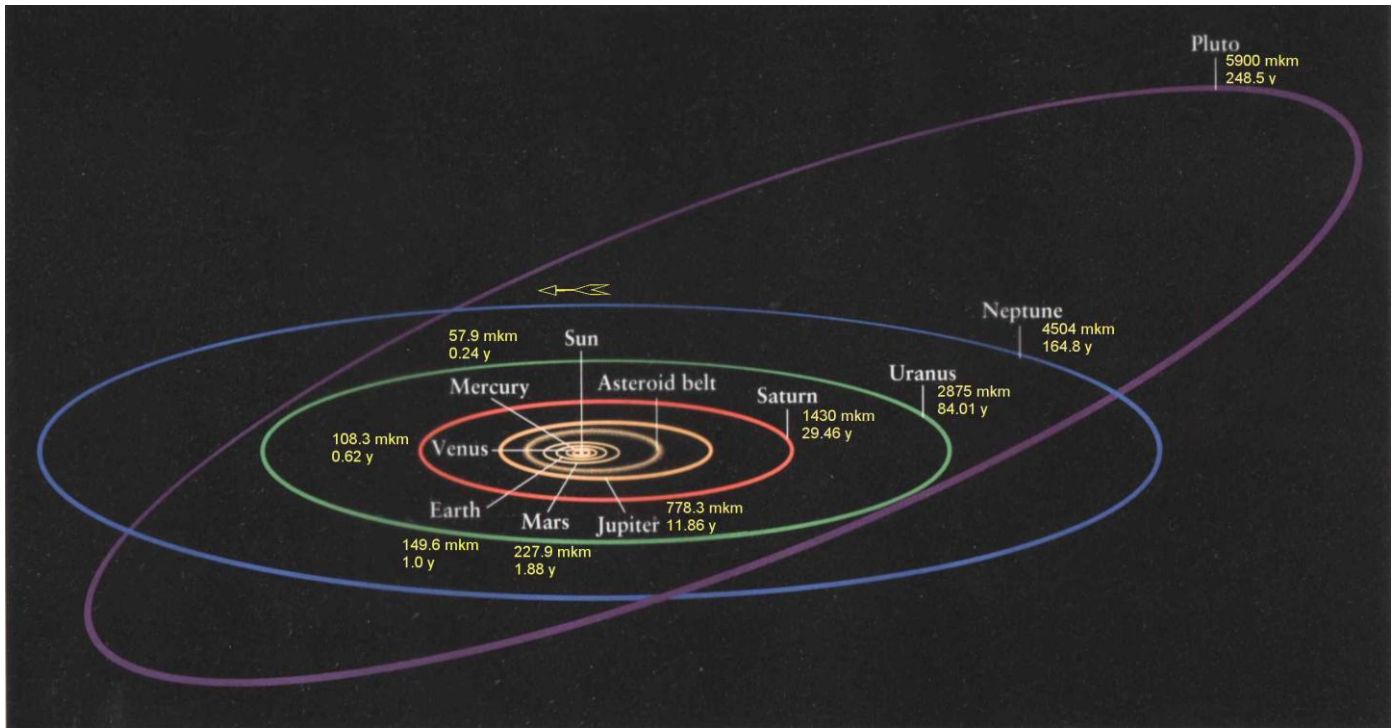 Pluto
5900 mkm
248.5 y
Neptune
4504 mkm
164.8 y
57.9 mkm
0.24 y
Sun
Mercury
Asteroid belt
Uranus
2875 mkm
84.01 y
Saturn
1430 mkm
29.46 y
108.3 mkm
0.62 y
Venus
Earth
Mars
Jupiter
778.3 mkm
11.86 y
149.6 mkm
1.0 y
227.9 mkm
1.88 y